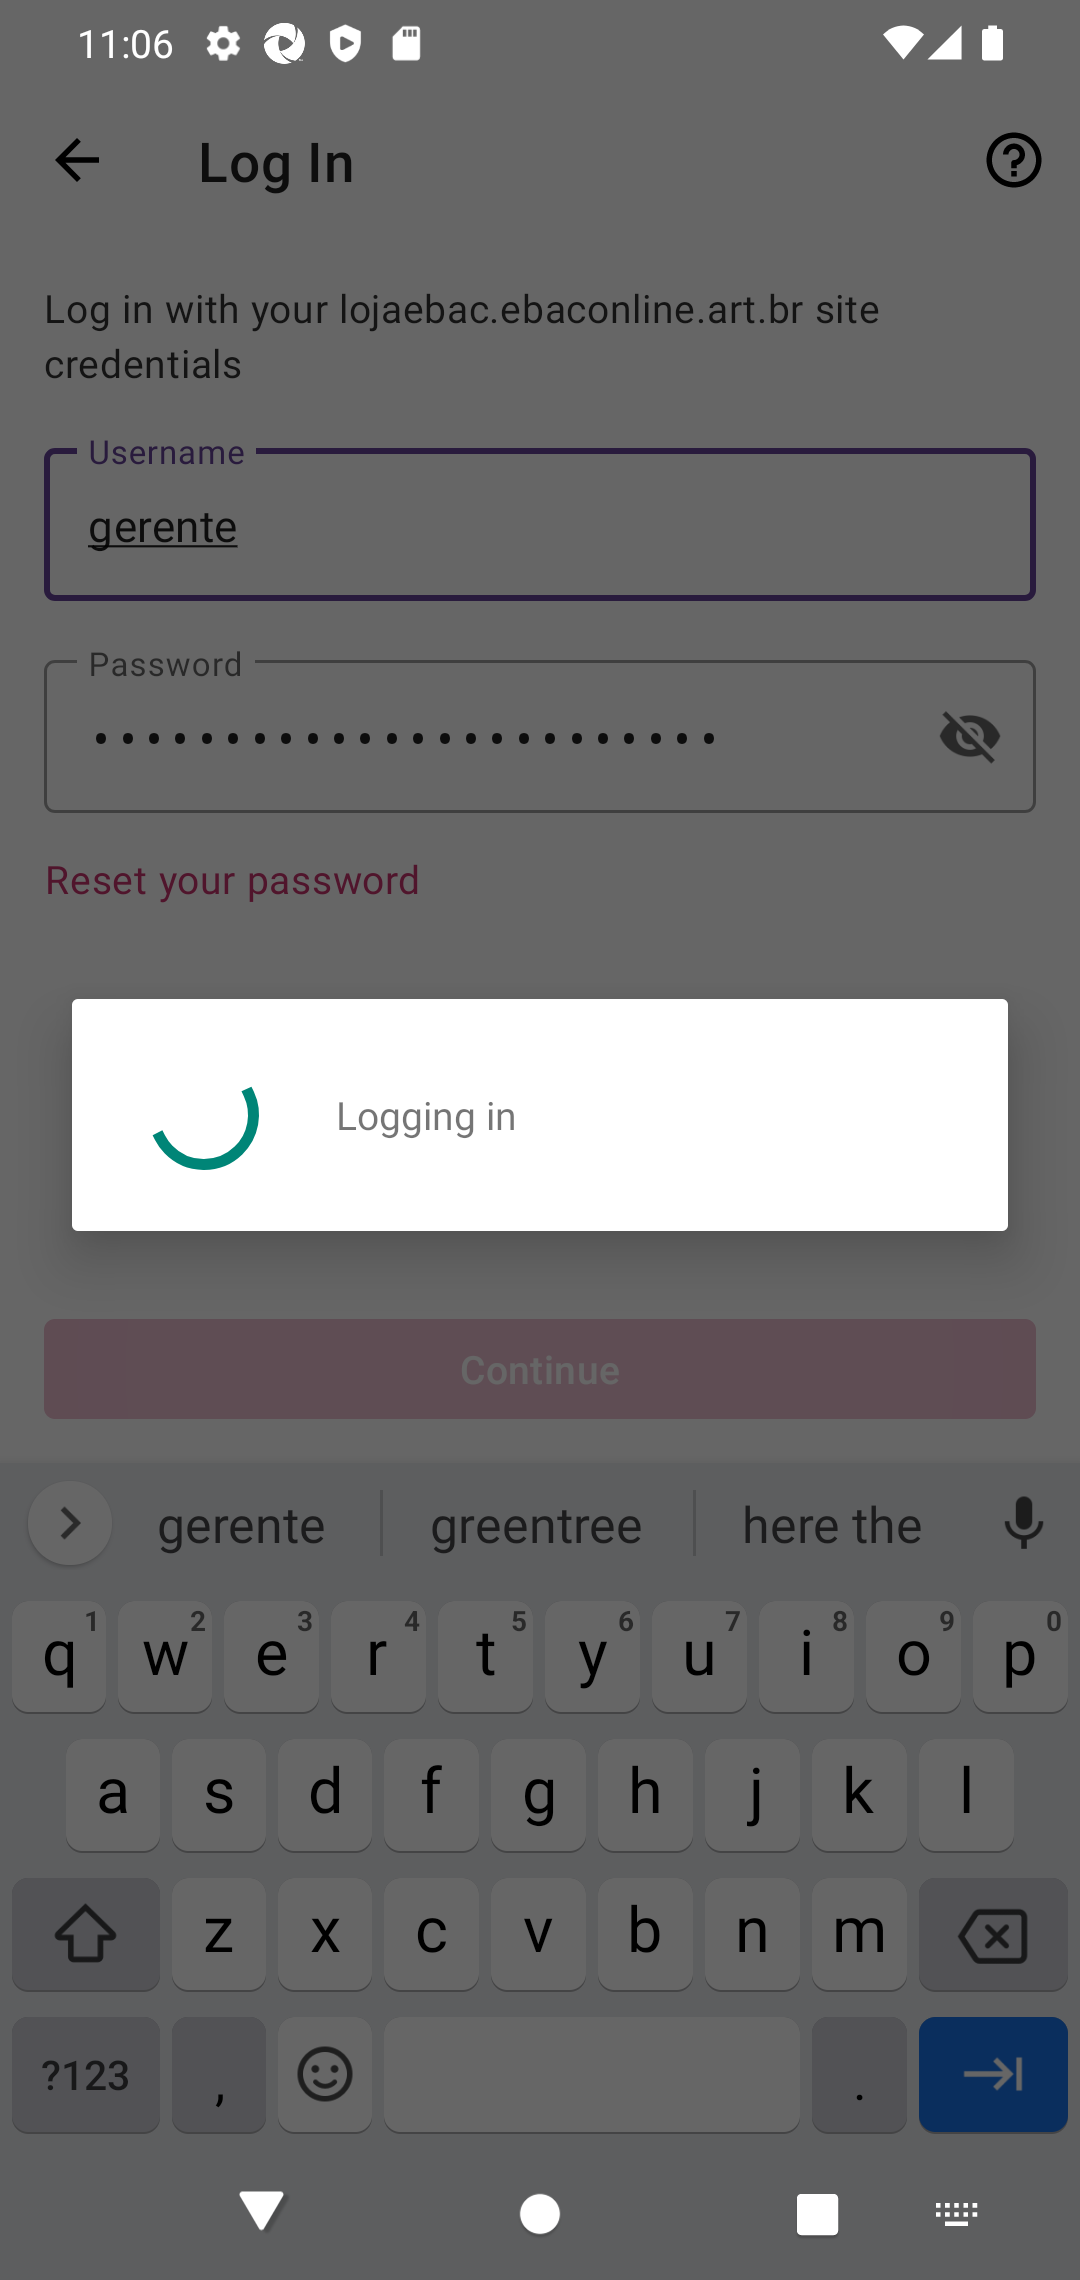 11:06
Log In
Log in with your lojaebac.ebaconline.art.br site
credentials
Username
gerente
Password
•••••••••••••••••••••••• 
Reset your password
Logging in
Continue
gerente greentree here the
1 2 3 4 5 6 7 8 9 0
q w e r t y u i o p
a s d f g h j k l
z x c v b n m
?123 , .